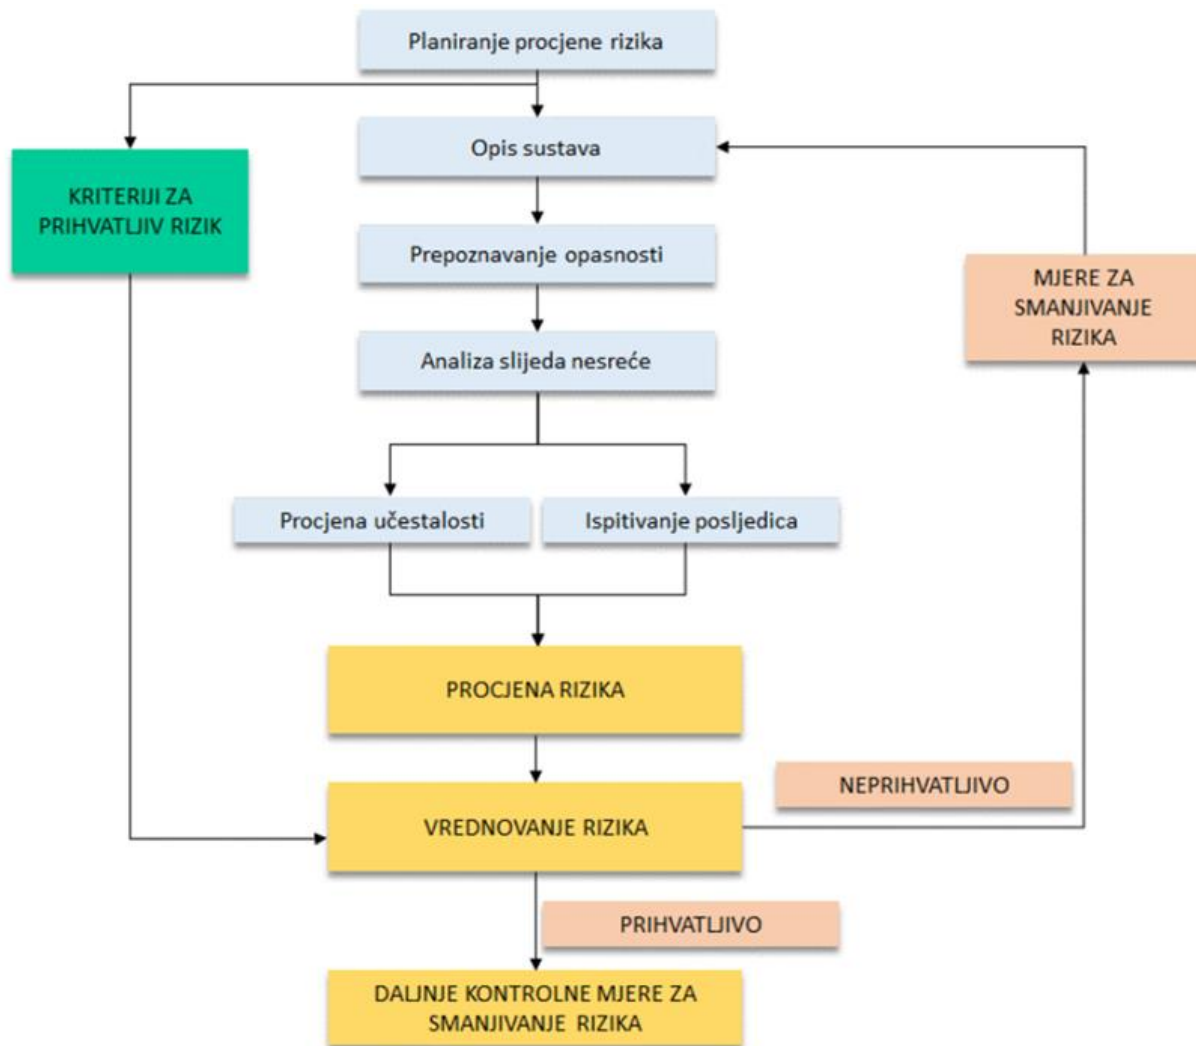 Planiranje procjene rizika
Opis sustava
KRITERIJI ZA
PRIHVATLJIV RIZIK
Prepoznavanje opasnosti
MJERE ZA
SMANJIVANJE
RIZIKA
Analiza slijeda nesreće
Procjena učestalosti
Ispitivanje posljedica
PROCJENA RIZIKA
NEPRIHVATLJIVO
VREDNOVANJE RIZIKA
PRIHVATLJIVO
DALJNJE KONTROLNE MJERE ZA
SMANJIVANJE RIZIKA